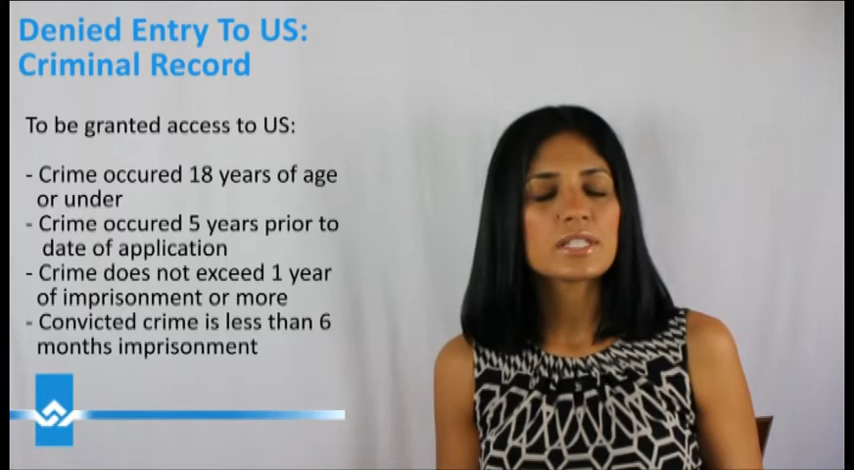 Denied Entry To US:
Criminal Record
To be granted access to US:
- Crime occured 18 years of age
or under
- Crime occured 5 years prior to
date of application
- Crime does not exceed 1 year
of imprisonment or more
- Convicted crime is less than 6
months imprisonment